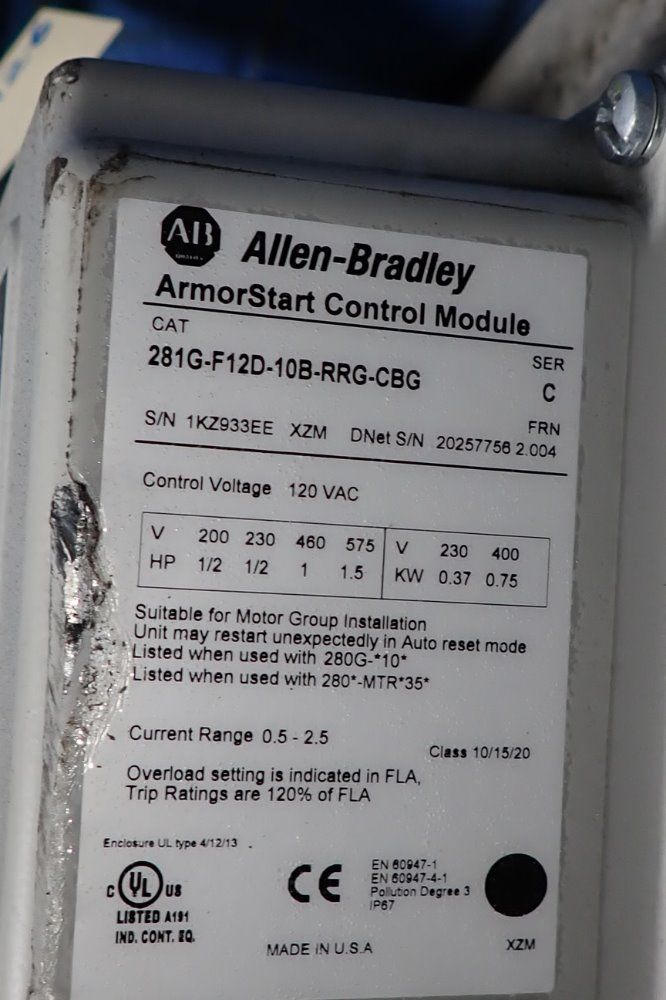 AB Allen-Bradley
ArmorStart Control Module
CAT
SER
281G-F12D-10B-RRG-CBG
C
FRN
S/N 1KZ933EE XZM DNet S/N 20257756 2.004
Control Voltage 120 VAC
V 200 230 460 575 V 230 400
HP 1/2 1/2 1 1.5 KW 0.37 0.75
Suitable for Motor Group Installation
Unit may restart unexpectedly in Auto reset mode
Listed when used with 280G-*10*
Listed when used with 280*-MTR*35*
Current Range 0.5 - 2.5
Class 10/15/20
Overload setting is indicated in FLA,
Trip Ratings are 120% of FLA
Enclosure UL type 4/12/13
C UL US
LISTED A191
IND. CONT. EQ.
CE
EN 60947-1
EN 60947-4-1
Pollution Degree 3
IP67
MADE IN U.S.A
XZM